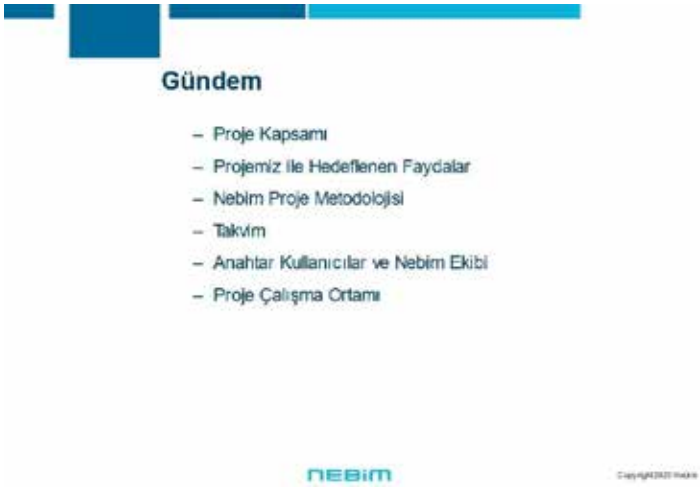 Gündem
– Proje Kapsamı
– Projemiz ile Hedeflenen Faydalar
– Nebim Proje Metodolojisi
– Takvim
– Anahtar Kullanıcılar ve Nebim Ekibi
– Proje Çalışma Ortamı
NEBiM